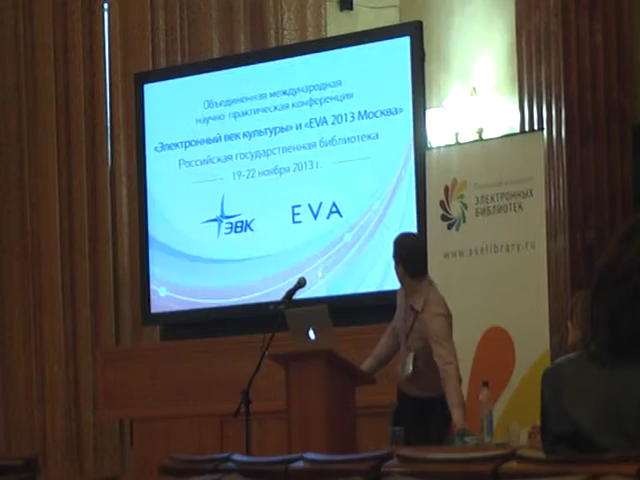 Объединенная международная
научно-практическая конференция
«Электронный век культуры» и «EVA 2013 Москва»
Российская государственная библиотека
19-22 ноября 2013 г.
ЭВК
EVA
ЭЛЕКТРОННЫХ
БИБЛИОТЕК
www.aselibrary.ru